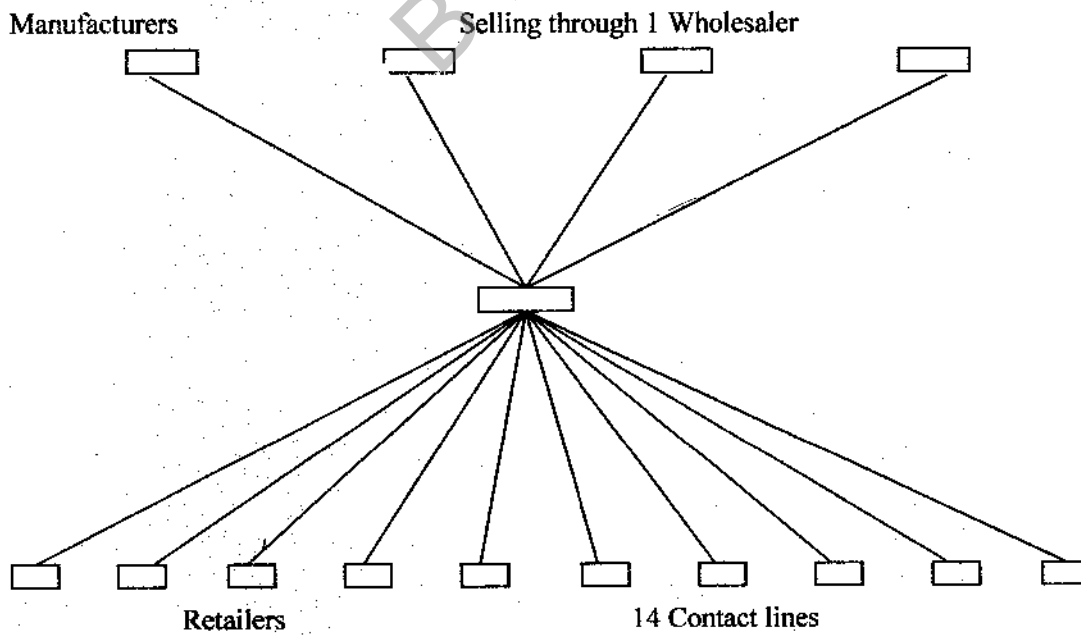 Manufacturers
Selling through 1 Wholesaler
Retailers
14 Contact lines